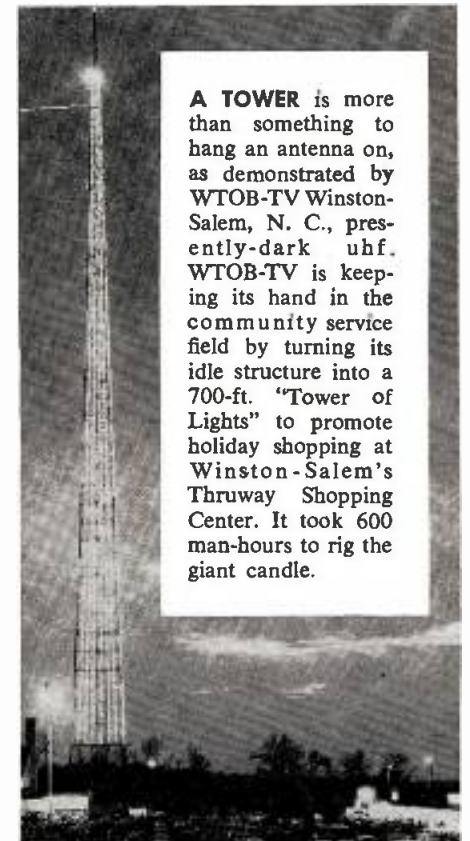 A TOWER is more
than something to
hang an antenna on,
as demonstrated by
WTOB-TV Winston-
Salem, N. C., pres-
ently-dark uhf.
WTOB-TV is keep-
ing its hand in the
community service
field by turning its
idle structure into a
700-ft. "Tower of
Lights" to promote
holiday shopping at
Winston-Salem's
Thruway Shopping
Center. It took 600
man-hours to rig the
giant candle.